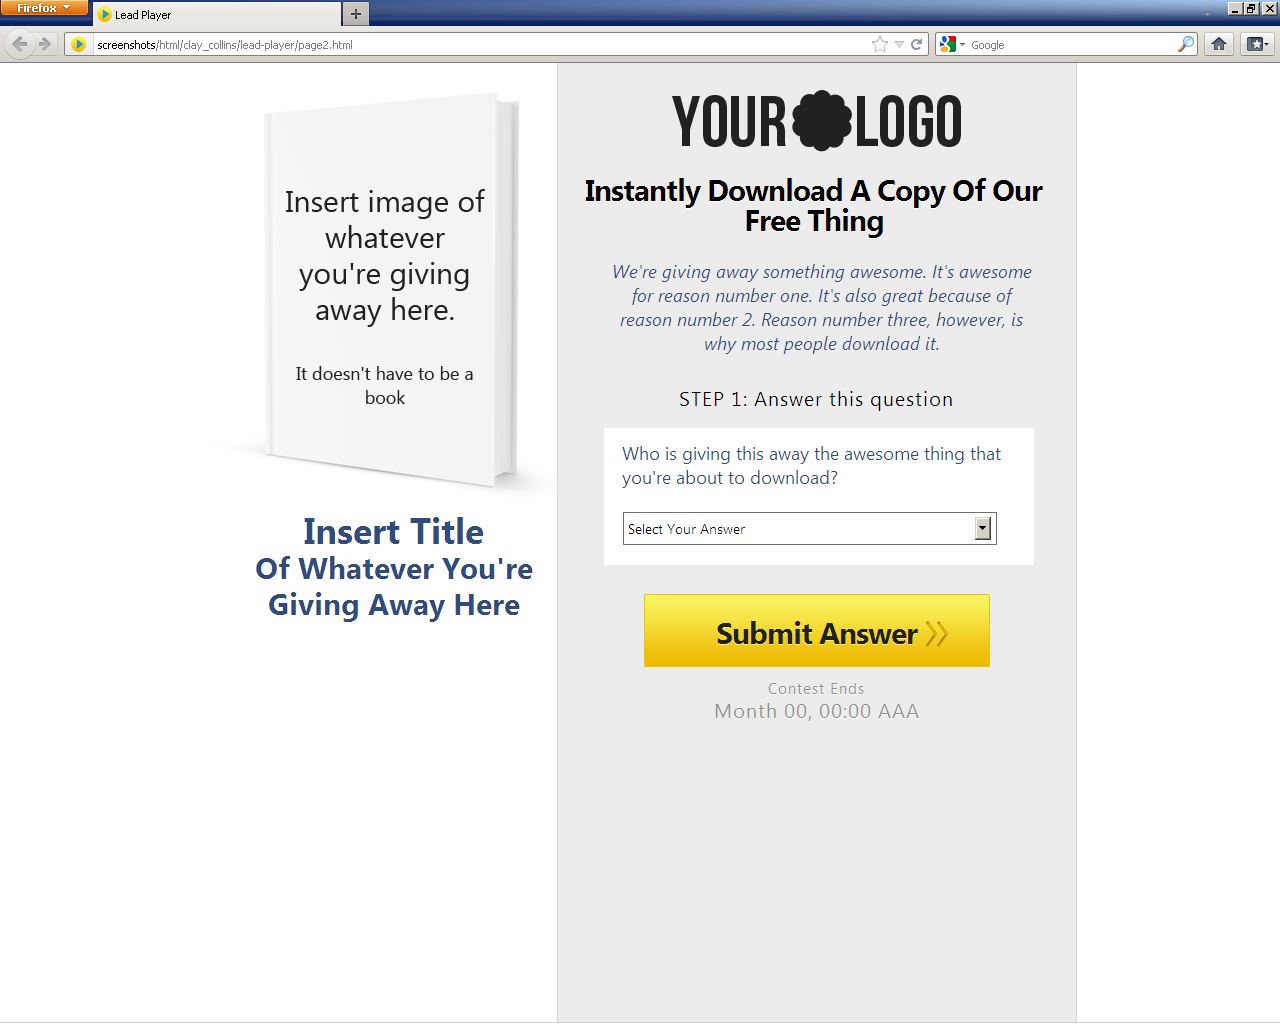 Firefox
Lead Player
screenshots/html/clay_collins/lead-player/page2.html
Google
Insert image of
whatever
you're giving
away here.
It doesn't have to be a
book
Insert Title
Of Whatever You're
Giving Away Here
YOUR LOGO
Instantly Download A Copy Of Our
Free Thing
We're giving away something awesome. It's awesome
for reason number one. It's also great because of
reason number 2. Reason number three, however, is
why most people download it.
STEP 1: Answer this question
Who is giving this away the awesome thing that
you're about to download?
Select Your Answer
Submit Answer
Contest Ends
Month 00, 00:00 AAA